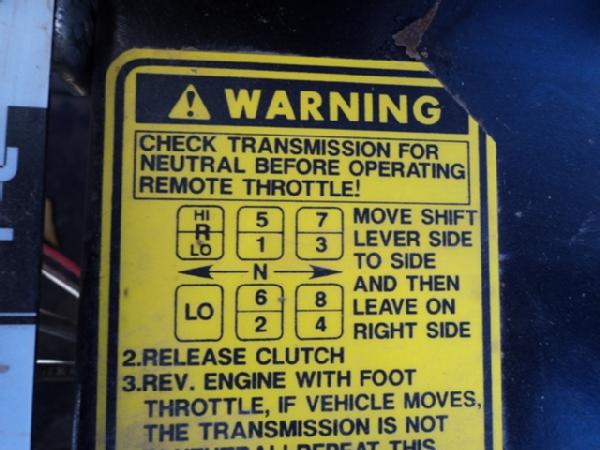 WARNING
CHECK TRANSMISSION FOR
NEUTRAL BEFORE OPERATING
REMOTE THROTTLE!
HI 5 7 MOVE SHIFT
R
LO 1 3 LEVER SIDE
N TO SIDE
AND THEN
LO 6 8 LEAVE ON
2 4 RIGHT SIDE
2.RELEASE CLUTCH
3.REV. ENGINE WITH FOOT
THROTTLE, IF VEHICLE MOVES,
THE TRANSMISSION IS NOT
REPEAT THIS